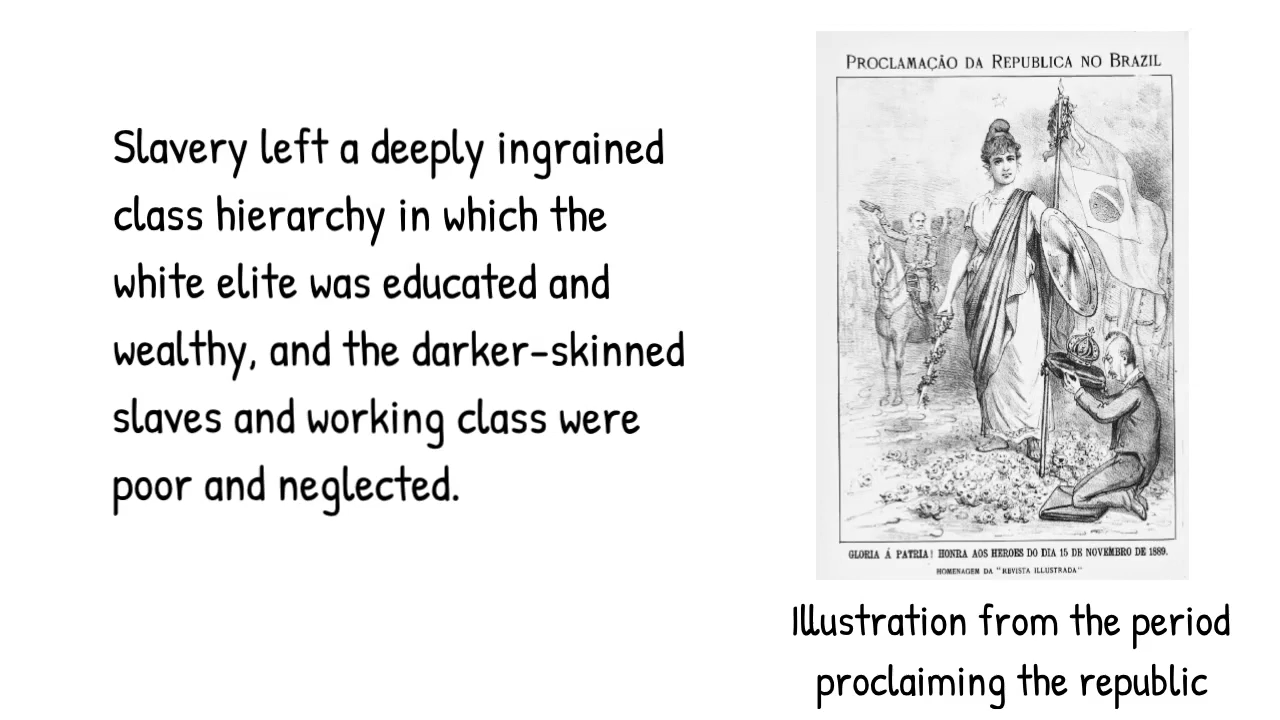 Slavery left a deeply ingrained
class hierarchy in which the
white elite was educated and
wealthy, and the darker-skinned
slaves and working class were
poor and neglected.
PROCLAMAÇÃO DA REPUBLICA NO BRAZIL
GLORIA Á PATRIA! HONRA AOS HEROES DO DIA 15 DE NOVEMBRO DE 1889.
HOMENAGEM DA "REVISTA ILLUSTRADA"
Illustration from the period
proclaiming the republic